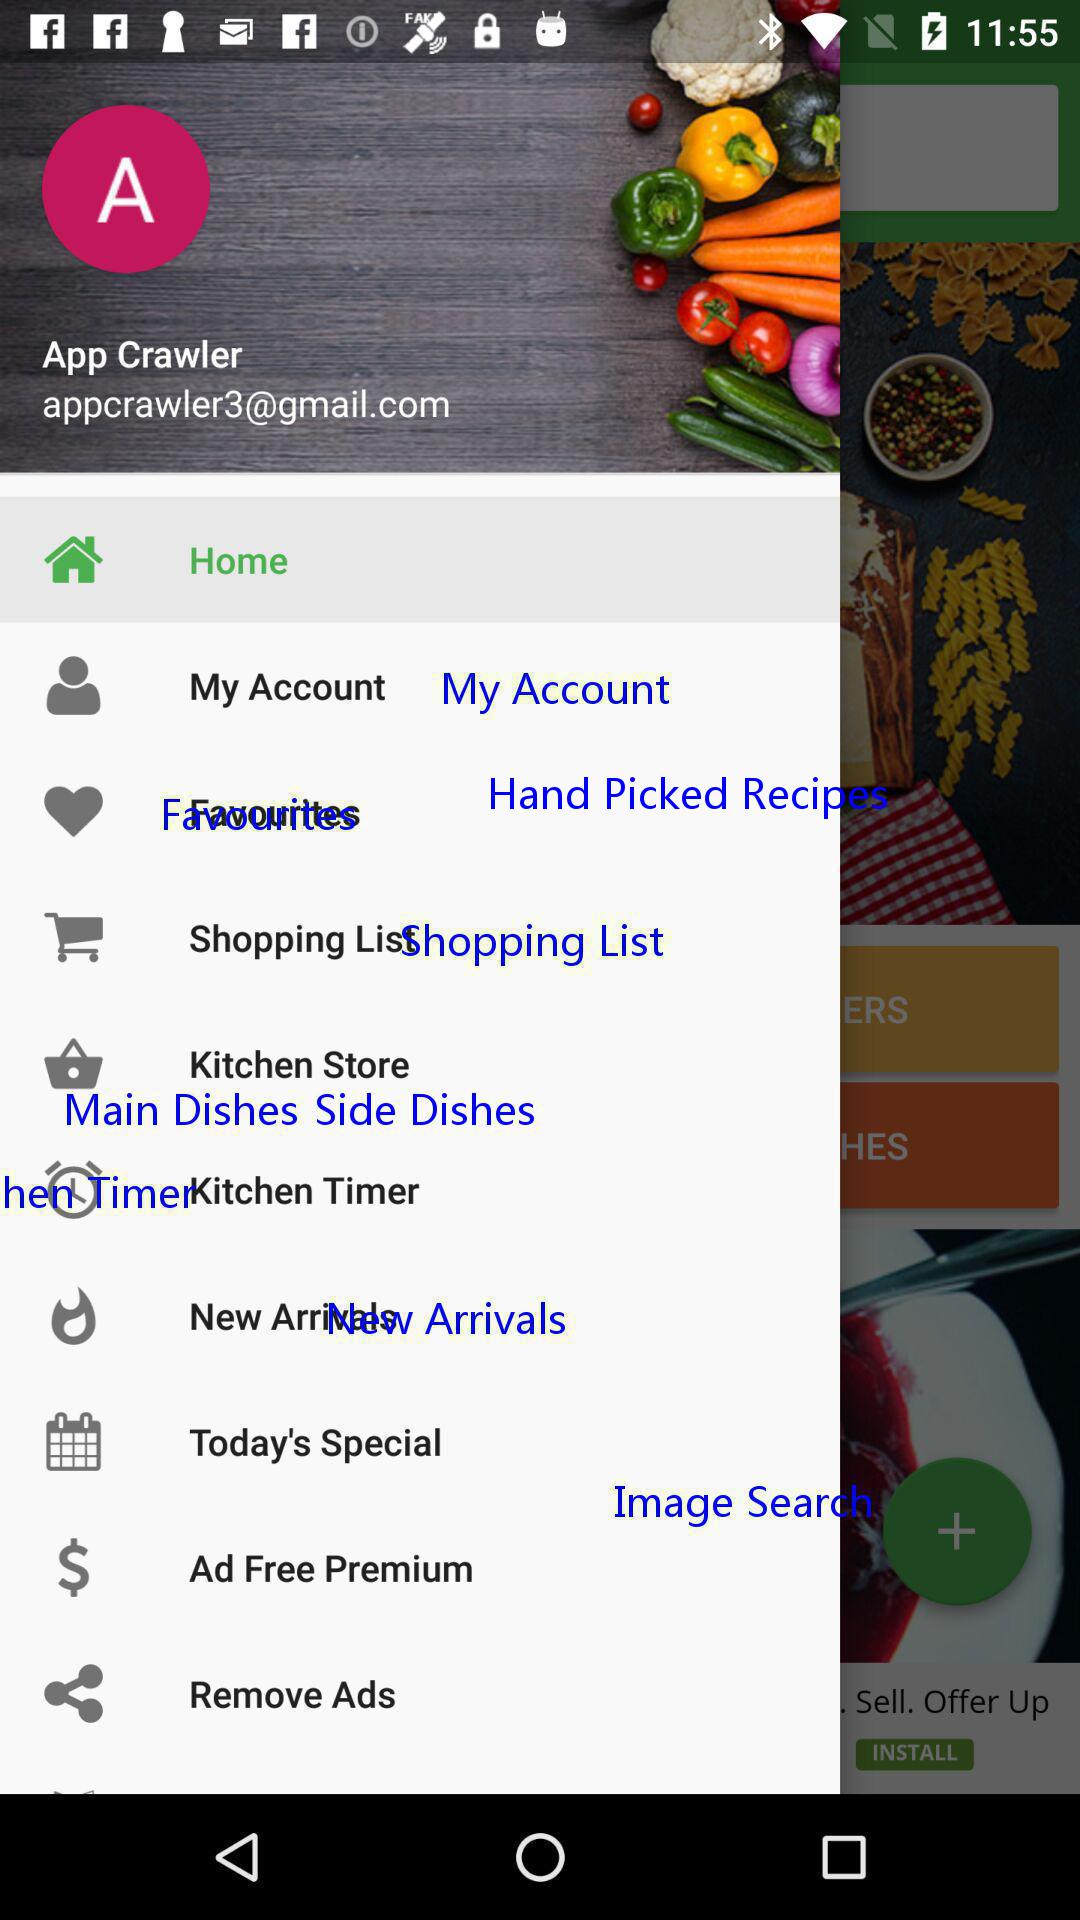 FAKE
11:55
A
App Crawler
appcrawler3@gmail.com
Home
My Account My Account
Hand Picked Recipes
Favourites Favourites
Shopping List Shopping List
ERS
Kitchen Store
Main Dishes Side Dishes
HES
hen Timer Kitchen Timer
New Arrivals New Arrivals
Today's Special
Image Search
+
Ad Free Premium
Remove Ads
. Sell. Offer Up
INSTALL